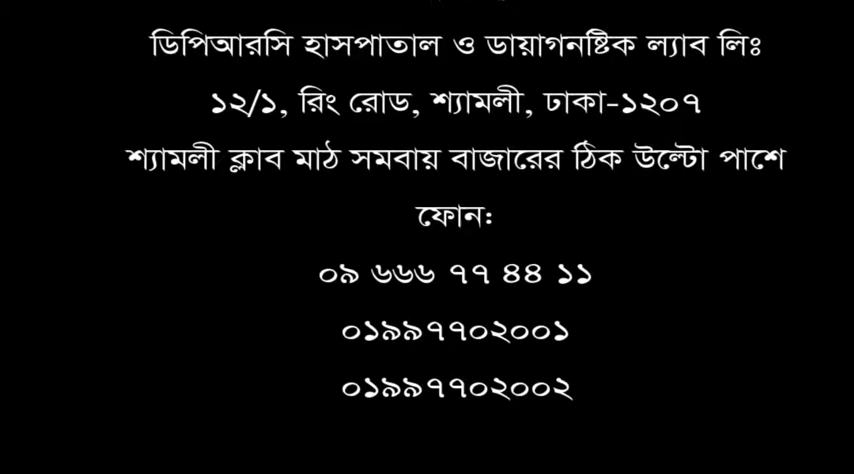 ডিপিআরসি হাসপাতাল ও ডায়াগনষ্টিক ল্যাব লিঃ
১২/১, রিং রোড, শ্যামলী, ঢাকা-১২০৭
শ্যামলী ক্লাব মাঠ সমবায় বাজারের ঠিক উল্টো পাশে
ফোন:
০৯ ৬৬৬ ৭৭ ৪৪ ১১
০১৯৯৭৭০২০০১
০১৯৯৭৭০২০০২